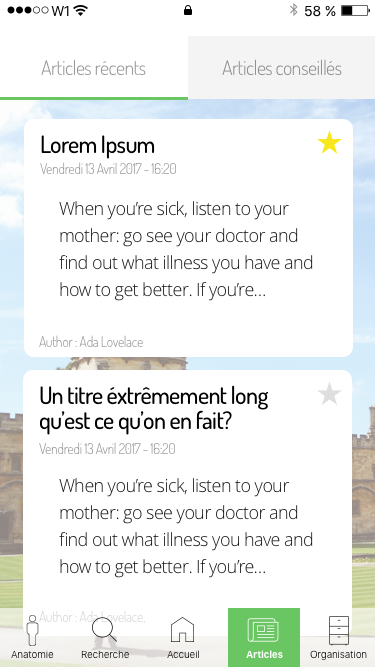 W1 58 %
Articles récents Articles conseillés
Lorem Ipsum
Vendredi 13 Avril 2017 - 16:20
When you're sick, listen to your
mother: go see your doctor and
find out what illness you have and
how to get better. If you're...
Author : Ada Lovelace
Un titre éxtrêmement long
qu'est ce qu'on en fait?
Vendredi 13 Avril 2017 - 16:20
When you're sick, listen to your
mother: go see your doctor and
find out what illness you have and
how to get better. If you're...
Author : Ada Lovelace,
Anatomie Recherche Accueil Articles Organisation